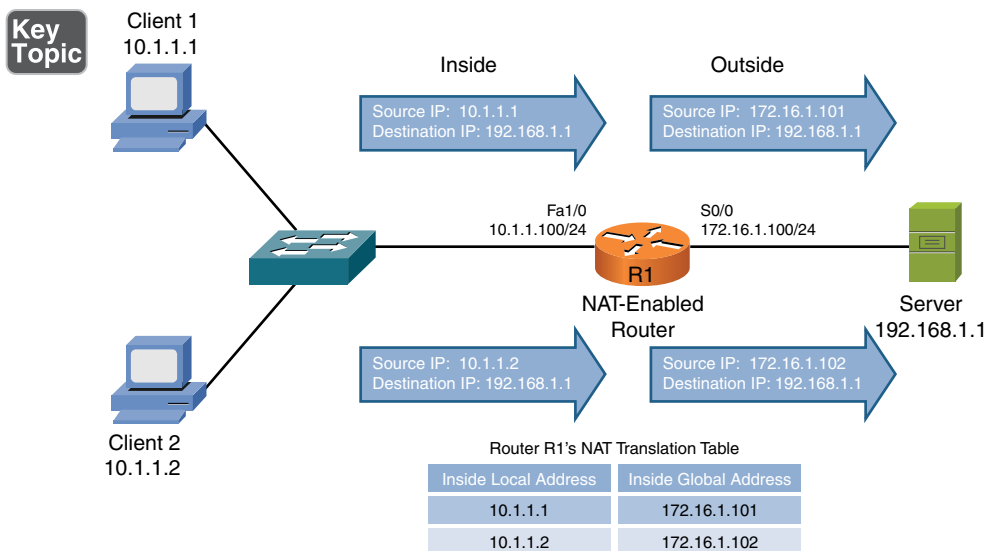 Key
Topic
Client 1
10.1.1.1
Inside
Outside
Source IP: 10.1.1.1
Destination IP: 192.168.1.1
Source IP: 172.16.1.101
Destination IP: 192.168.1.1
Fa1/0
10.1.1.100/24
S0/0
172.16.1.100/24
R1
NAT-Enabled
Router
Server
192.168.1.1
Source IP: 10.1.1.2
Destination IP: 192.168.1.1
Source IP: 172.16.1.102
Destination IP: 192.168.1.1
Client 2
10.1.1.2
Router R1's NAT Translation Table
Inside Local Address Inside Global Address
10.1.1.1 172.16.1.101
10.1.1.2 172.16.1.102